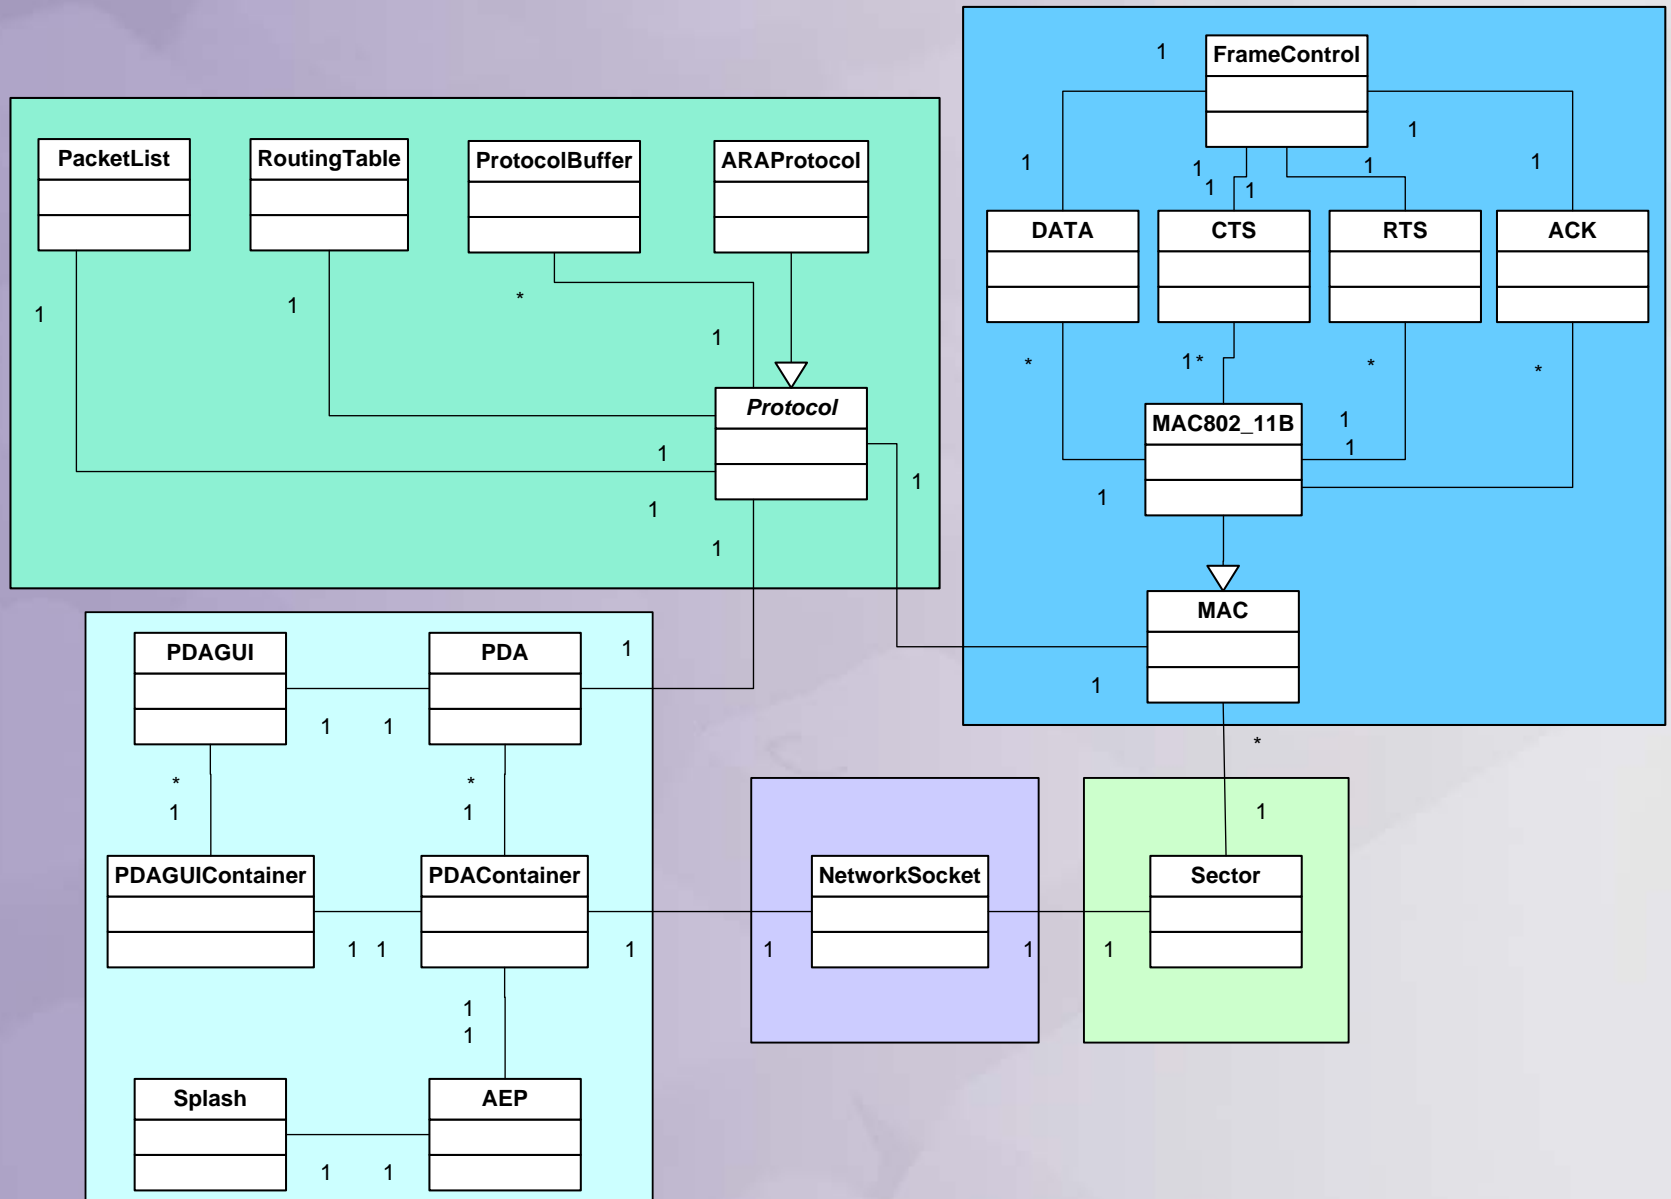 FrameControl
1
1
PacketList
RoutingTable
ProtocolBuffer
ARAProtocol
1
1
1
1
1
1
1
DATA
CTS
RTS
ACK
1
1
*
1
*
1*
*
*
Protocol
MAC802_11B
1
1
1
1
1
1
1
1
MAC
PDAGUI
PDA
1
1
1
1
*
*
*
1
1
1
PDAGUIContainer
PDAContainer
NetworkSocket
Sector
1
1
1
1
1
1
1
1
Splash
AEP
1
1